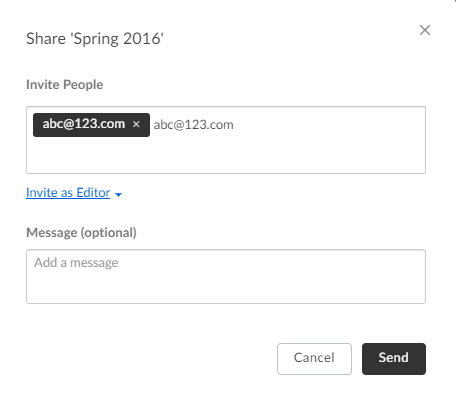 Share 'Spring 2016'
Invite People
abc@123.com × abc@123.com
Invite as Editor
Message (optional)
Add a message
Cancel Send